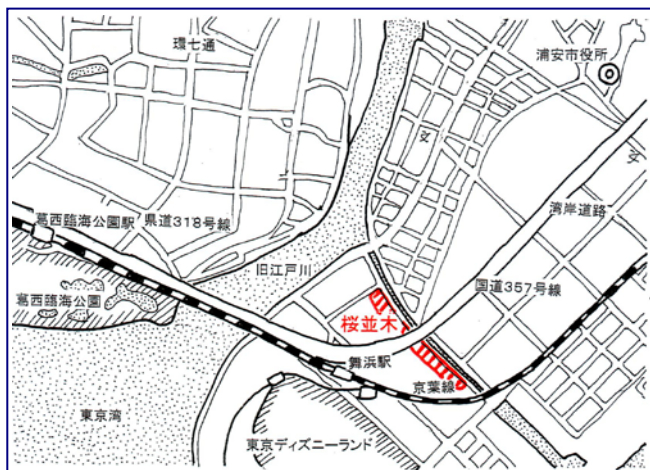 環七通
浦安市役所
文
文
湾岸道路
葛西臨海公園駅
県道318号線
旧江戸川
国道357号線
葛西臨海公園
桜並木
舞浜駅
京葉線
東京湾
東京ディズニーランド